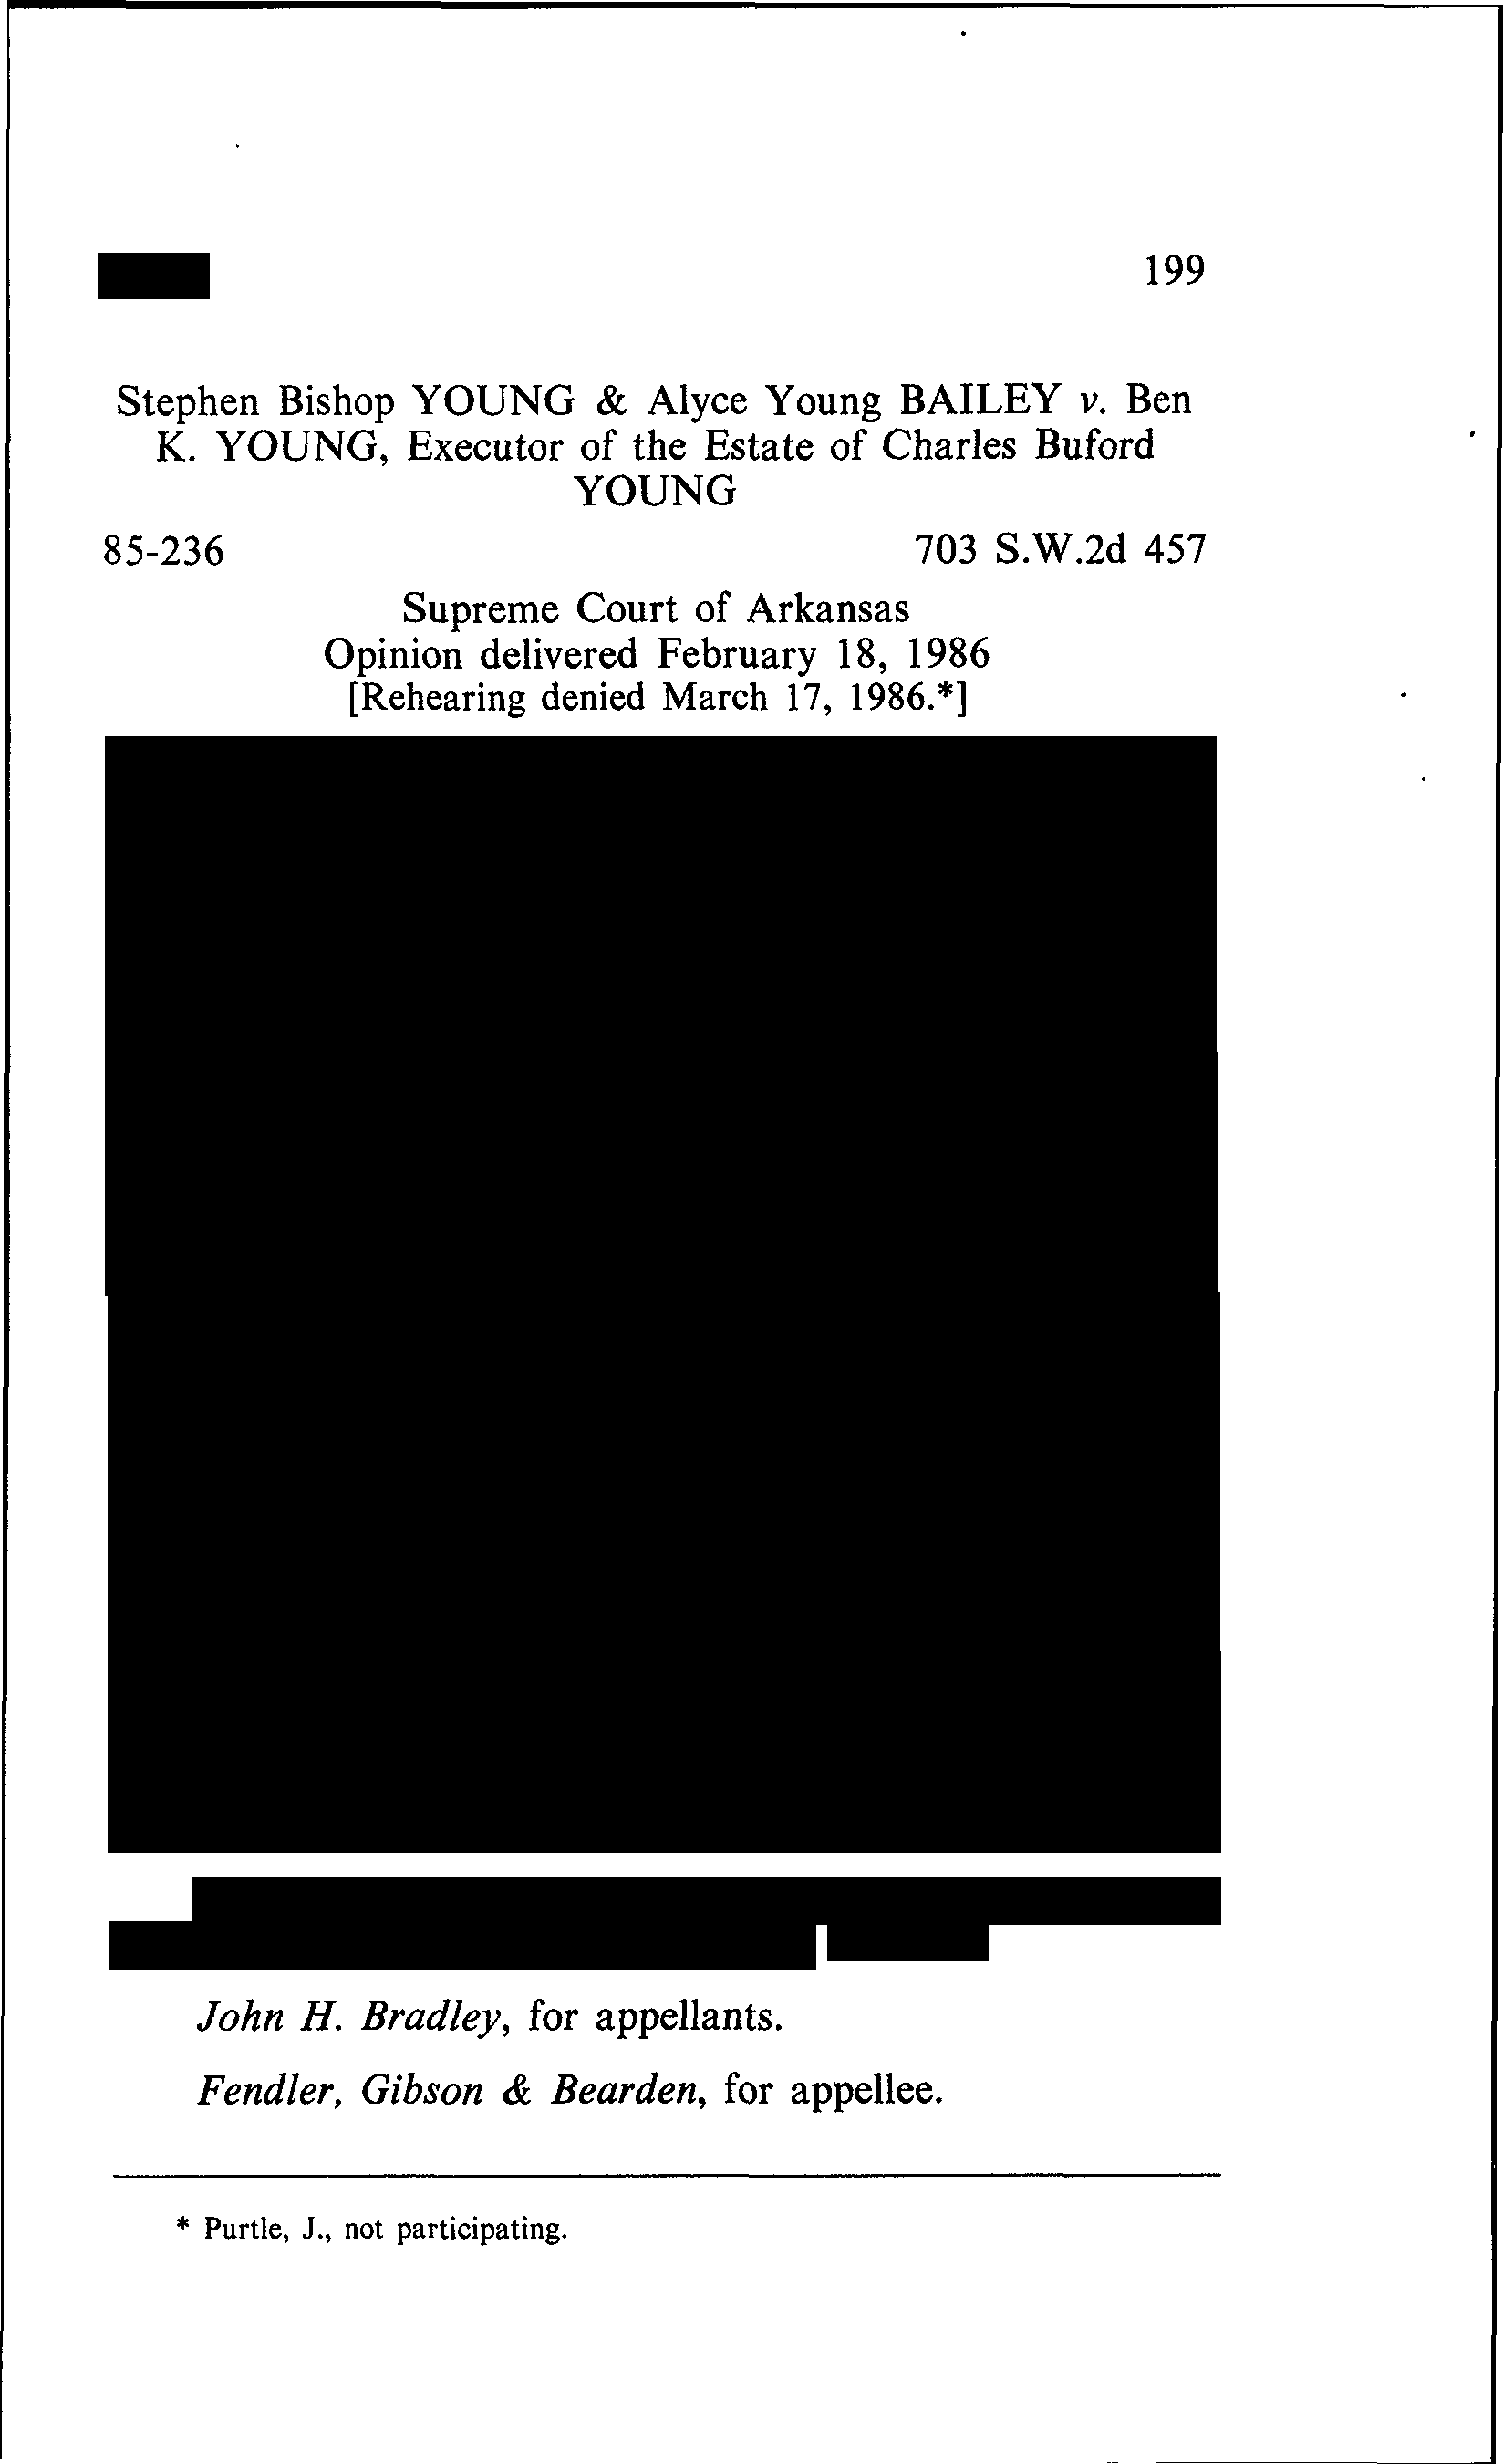 199
Stephen Bishop YOUNG & Alyce Young BAILEY v. Ben
K. YOUNG, Executor of the Estate of Charles Buford
YOUNG
85-236 703 S.W.2d 457
Supreme Court of Arkansas
Opinion delivered February 18, 1986
[Rehearing denied March 17, 1986.*]
John H. Bradley, for appellants.
Fendler, Gibson & Bearden, for appellee.
* Purtle, J., not participating.